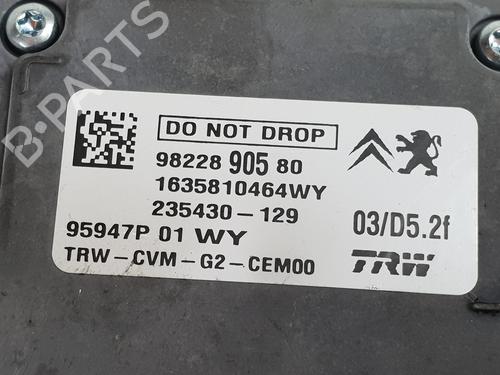 B-PARTS
DO NOT DROP
98228 905 80
1635810464WY
235430-129
03/D5.2f
95947P 01 WY
TRW-CVM-G2-CEM00
TRW